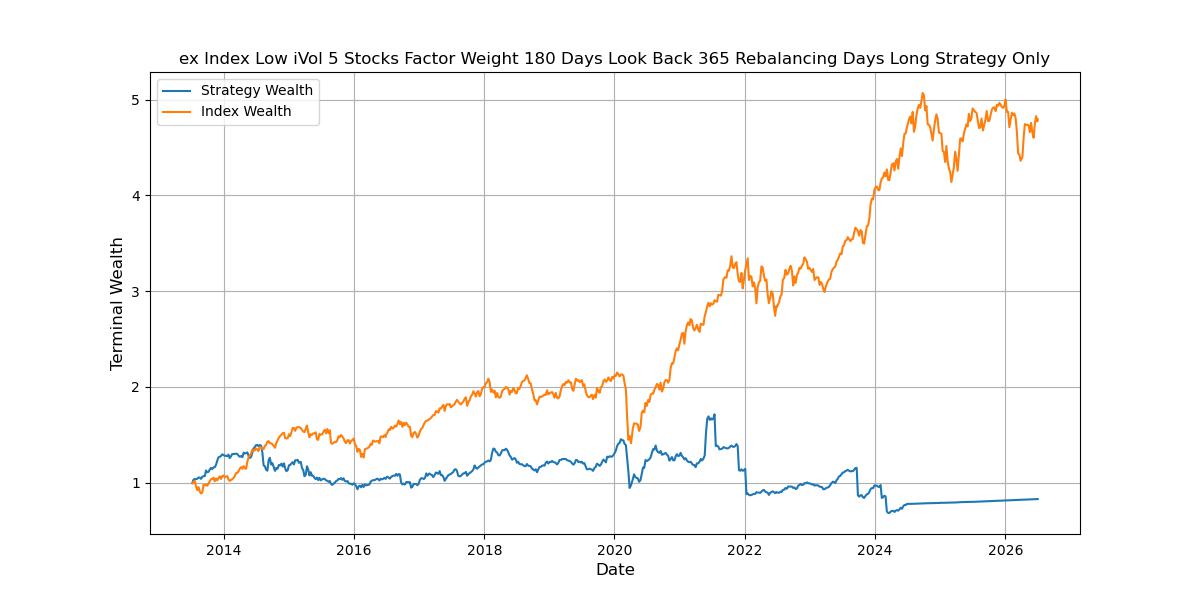 ex Index Low iVol 5 Stocks Factor Weight 180 Days Look Back 365 Rebalancing Days Long Strategy Only
Strategy Wealth
Index Wealth
Terminal Wealth
5
4
3
2
1
2014 2016 2018 2020 2022 2024 2026
Date